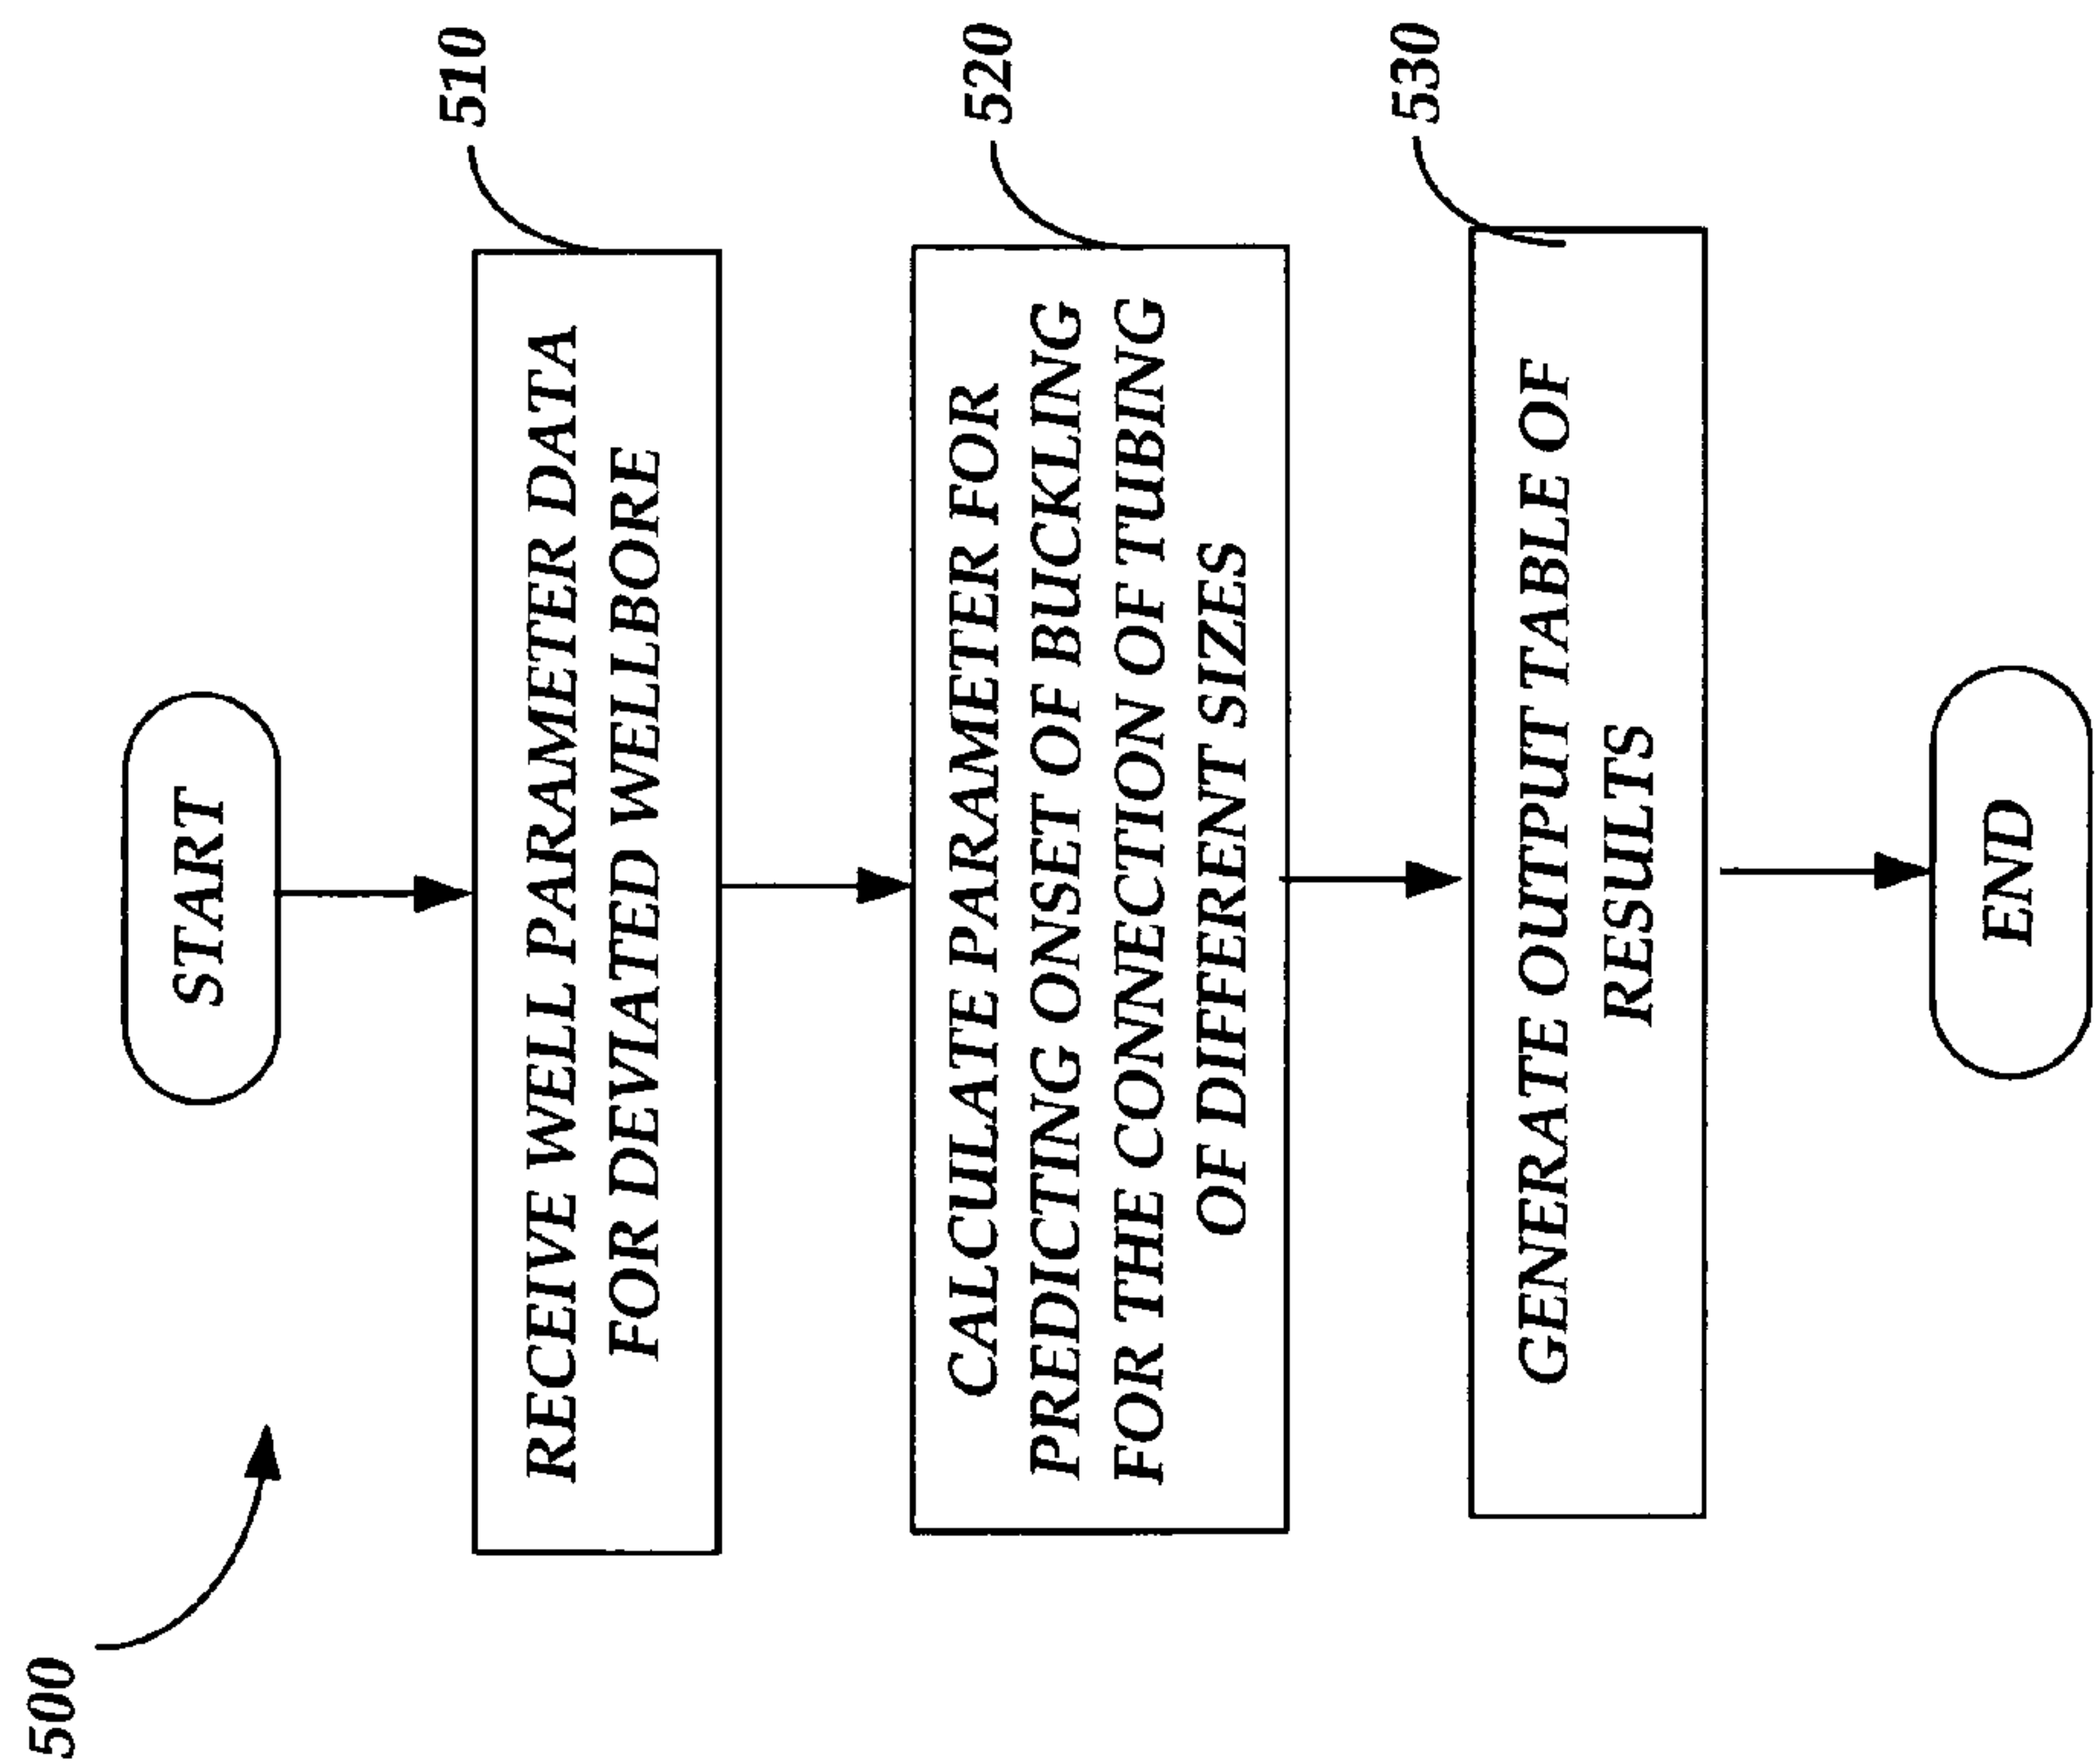 500
START
510
RECEIVE WELL PARAMETER DATA
FOR DEVIATED WELLBORE
520
CALCULATE PARAMETER FOR
PREDICTING ONSET OF BUCKLING
FOR THE CONNECTION OF TUBING
OF DIFFERENT SIZES
530
GENERATE OUTPUT TABLE OF
RESULTS
END